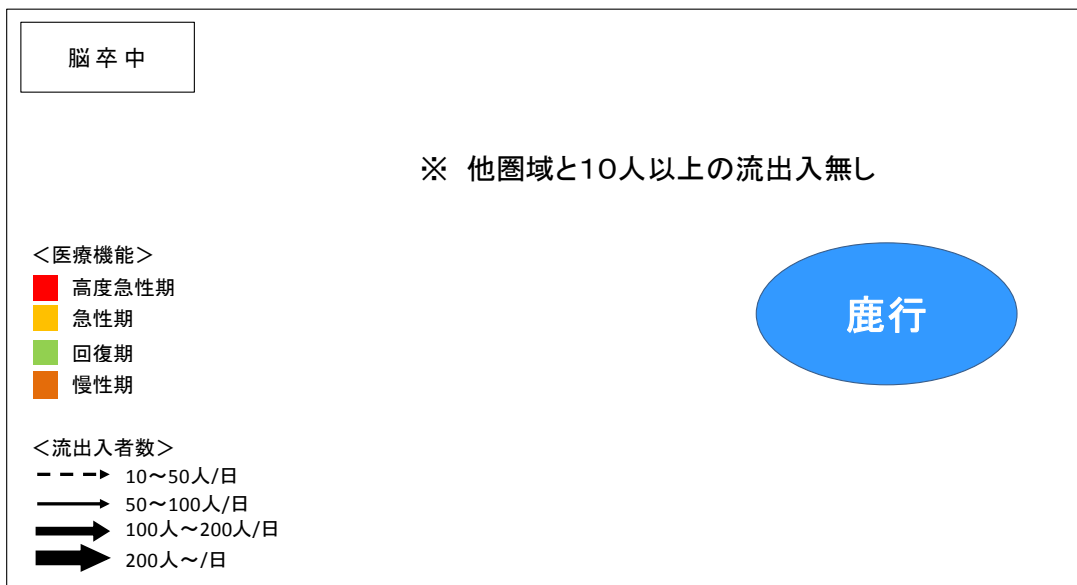 脳卒中
※ 他圏域と10人以上の流出入無し
＜医療機能＞
高度急性期
急性期
回復期
慢性期
鹿行
＜流出入者数＞
10～50人/日
50～100人/日
100人～200人/日
200人～/日